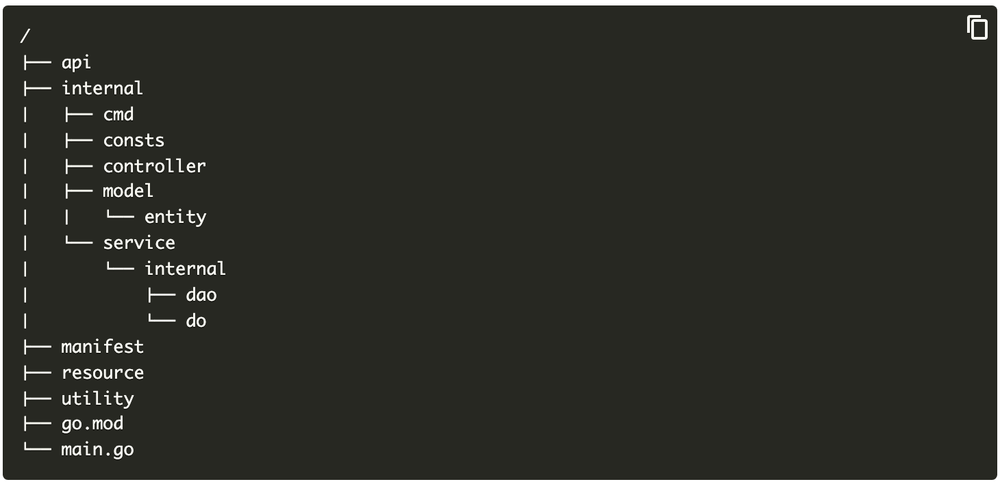 /
├── api
├── internal
│   ├── cmd
│   ├── consts
│   ├── controller
│   ├── model
│   │   └── entity
│   └── service
│       └── internal
│           ├── dao
│           └── do
├── manifest
├── resource
├── utility
├── go.mod
└── main.go